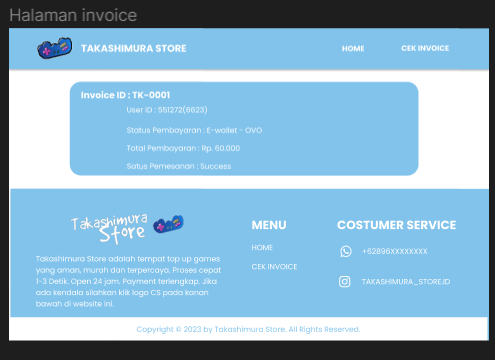 Halaman invoice
TAKASHIMURA STORE
HOME
CEK INVOICE
Invoice ID : TK-0001
User ID : 551272(6623)
Status Pembayaran : E-wallet - OVO
Total Pembayaran : Rp. 60.000
Satus Pemesanan : Success
Takashimura
Store
Takashimura Store adalah tempat top up games
yang aman, murah dan terpercaya. Proses cepat
1-3 Detik. Open 24 jam. Payment terlengkap. Jika
ada kendala silahkan klik logo CS pada kanan
bawah di website ini.
MENU
HOME
CEK INVOICE
COSTUMER SERVICE
+62896XXXXXXXX
TAKASHIMURA_STORE.ID
Copyright © 2023 by Takashimura Store. All Rights Reserved.